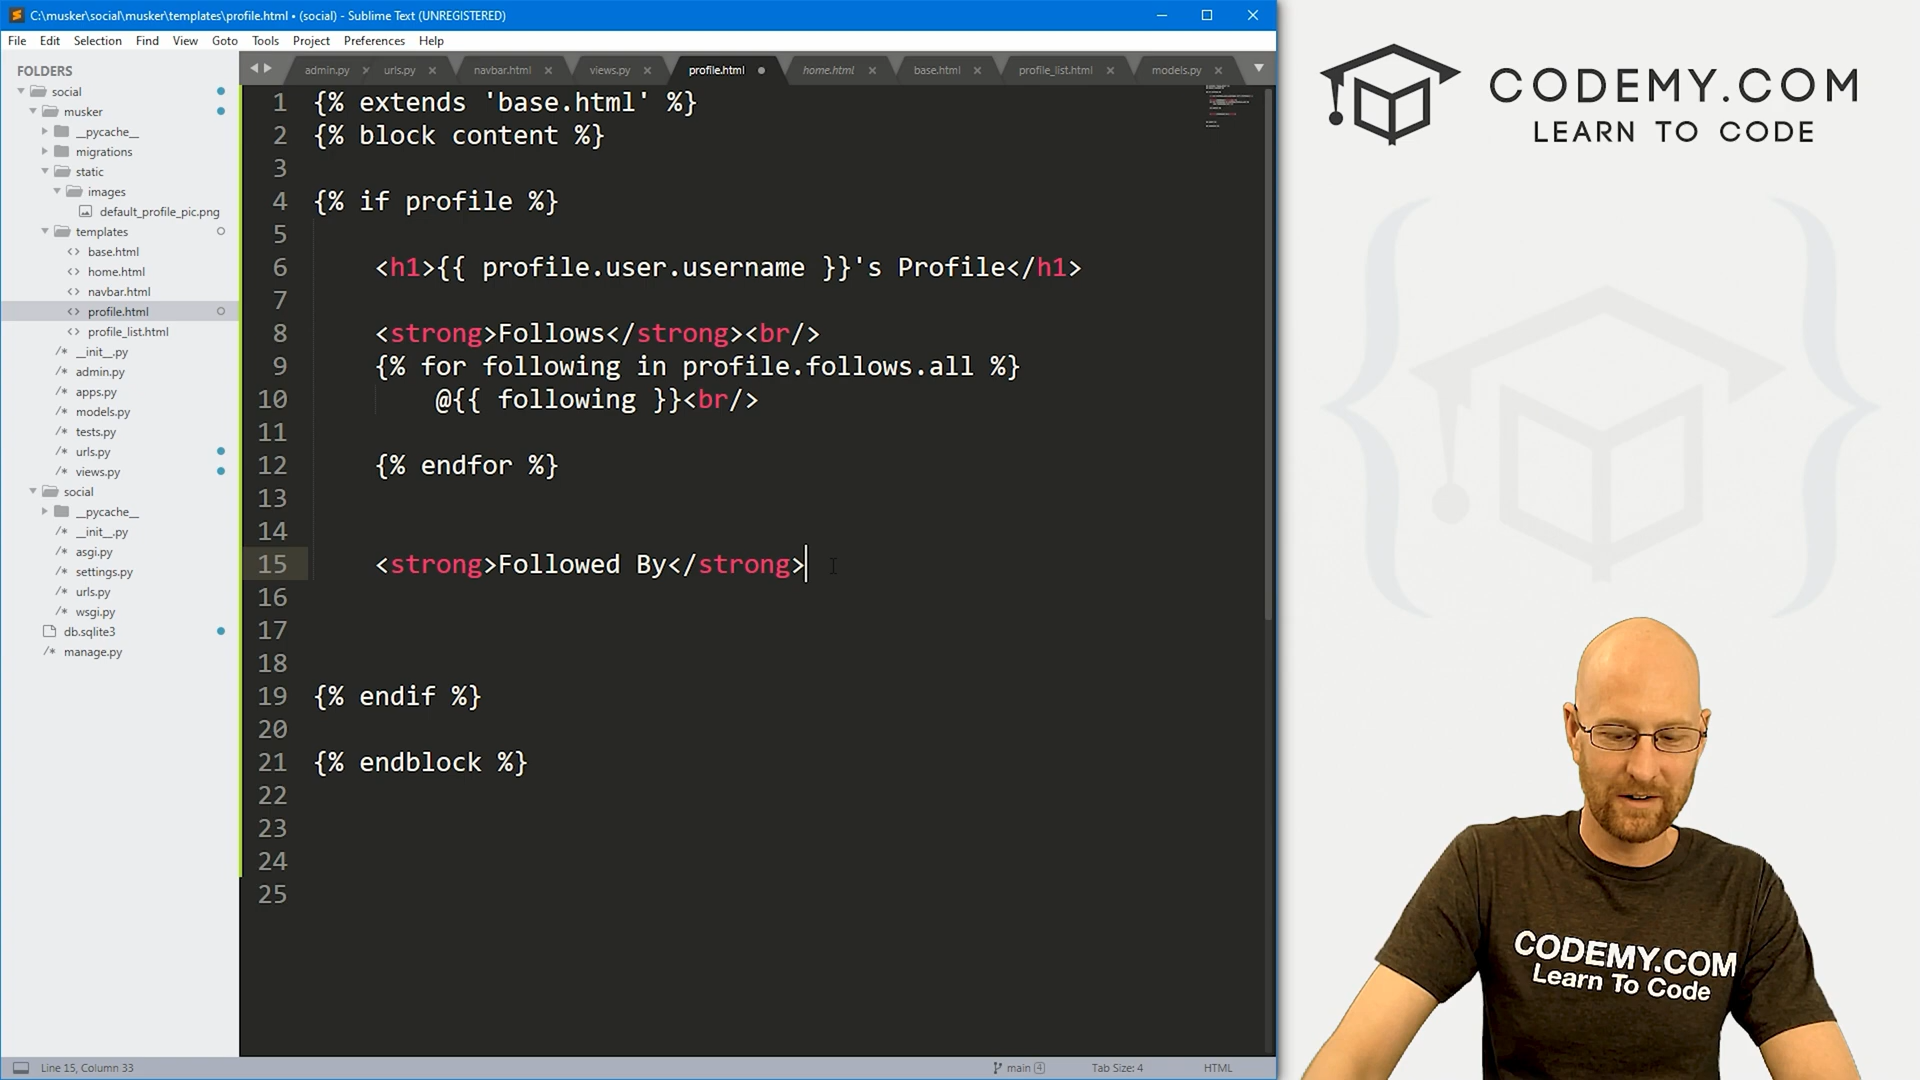 C:\musker\social\musker\templates\profile.html • (social) - Sublime Text (UNREGISTERED)
File Edit Selection Find View Goto Tools Project Preferences Help
FOLDERS
social
musker
__pycache__
migrations
static
images
default_profile_pic.png
templates
base.html
home.html
navbar.html
profile.html
profile_list.html
__init__.py
admin.py
apps.py
models.py
tests.py
urls.py
views.py
social
__pycache__
__init__.py
asgi.py
settings.py
urls.py
wsgi.py
db.sqlite3
manage.py
admin.py urls.py navbar.html views.py profile.html home.html base.html profile_list.html models.py
1 {% extends 'base.html' %}
2 {% block content %}
3
4 {% if profile %}
5
6 <h1>{{ profile.user.username }}'s Profile</h1>
7
8 <strong>Follows</strong><br/>
9 {% for following in profile.follows.all %}
10 @{{ following }}<br/>
11
12 {% endfor %}
13
14
15 <strong>Followed By</strong>
16
17
18
19 {% endif %}
20
21 {% endblock %}
22
23
24
25
Line 15, Column 33 main 4 Tab Size: 4 HTML
CODEMY.COM
LEARN TO CODE
CODEMY.COM
Learn To Code